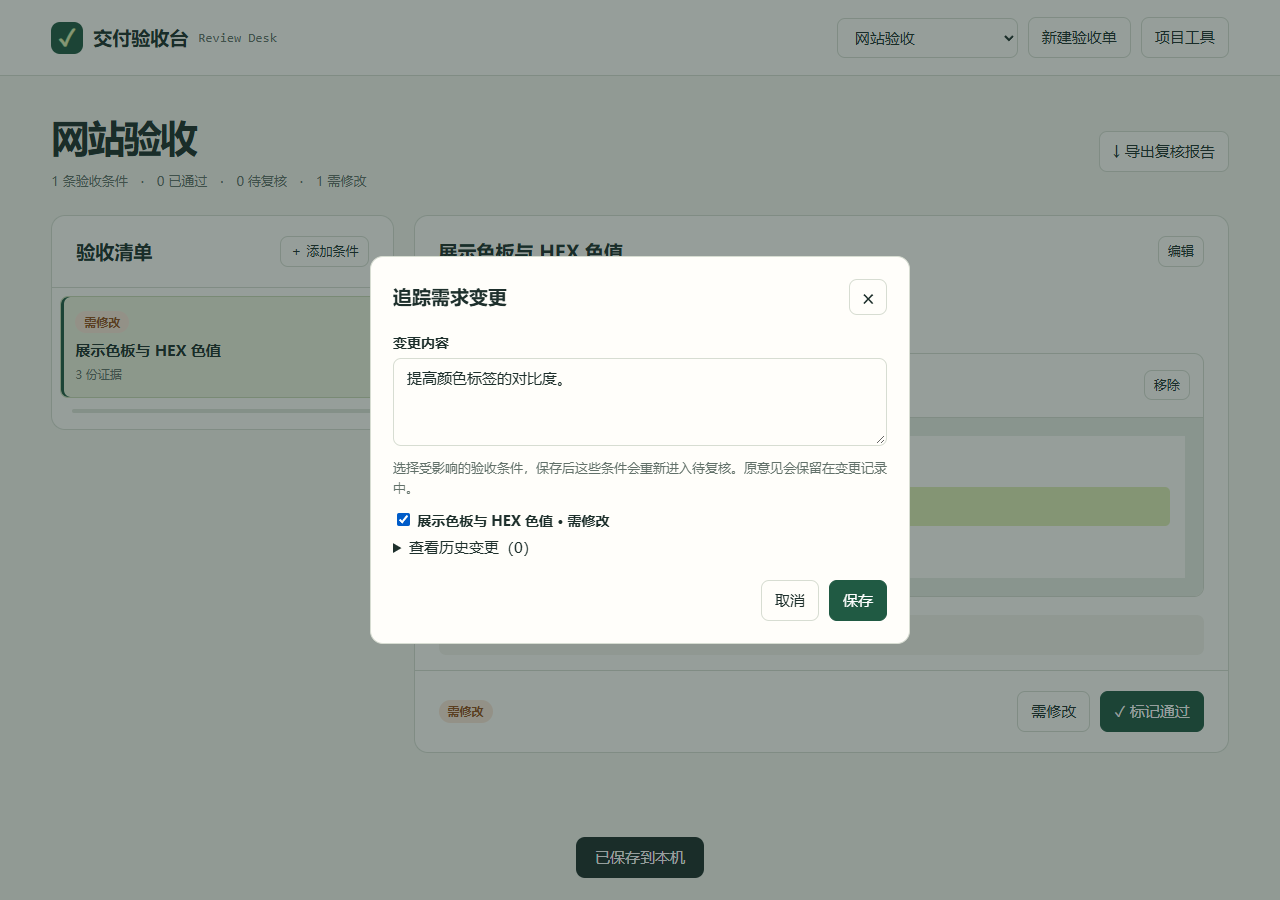 交付验收台 Review Desk
网站验收
新建验收单
项目工具
网站验收
1 条验收条件 · 0 已通过 · 0 待复核 · 1 需修改
↓ 导出复核报告
验收清单
+ 添加条件
需修改
展示色板与 HEX 色值
3 份证据
展示色板与 HEX 色值
编辑
移除
追踪需求变更
×
变更内容
提高颜色标签的对比度。
选择受影响的验收条件，保存后这些条件会重新进入待复核。原意见会保留在变更记录
中。
展示色板与 HEX 色值 • 需修改
查看历史变更（0）
取消
保存
需修改
需修改
✓ 标记通过
已保存到本机